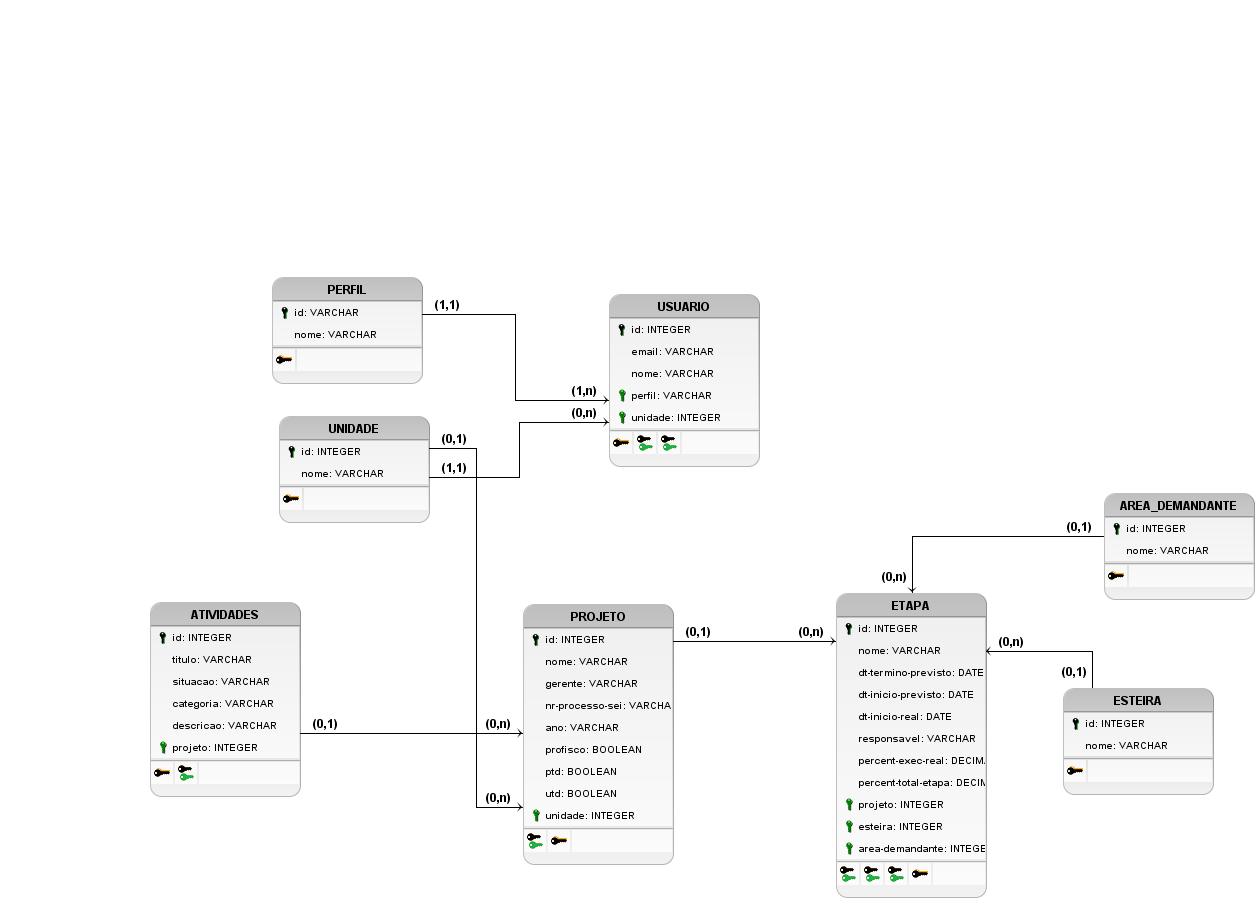 PERFIL
id: VARCHAR
nome: VARCHAR
(1,1)
(1,n)
USUARIO
id: INTEGER
email: VARCHAR
nome: VARCHAR
perfil: VARCHAR
unidade: INTEGER
UNIDADE
id: INTEGER
nome: VARCHAR
(0,1)
(1,1)
(0,n)
AREA_DEMANDANTE
id: INTEGER
nome: VARCHAR
(0,1)
(0,n)
ATIVIDADES
id: INTEGER
titulo: VARCHAR
situacao: VARCHAR
categoria: VARCHAR
descricao: VARCHAR
projeto: INTEGER
(0,1)
(0,n)
(0,n)
PROJETO
id: INTEGER
nome: VARCHAR
gerente: VARCHAR
nr-processo-sei: VARCHA
ano: VARCHAR
profisco: BOOLEAN
ptd: BOOLEAN
utd: BOOLEAN
unidade: INTEGER
(0,1)
(0,n)
ETAPA
id: INTEGER
nome: VARCHAR
dt-termino-previsto: DATE
dt-inicio-previsto: DATE
dt-inicio-real: DATE
responsavel: VARCHAR
percent-exec-real: DECIM
percent-total-etapa: DECIM
projeto: INTEGER
esteira: INTEGER
area-demandante: INTEGE
(0,n)
(0,1)
ESTEIRA
id: INTEGER
nome: VARCHAR